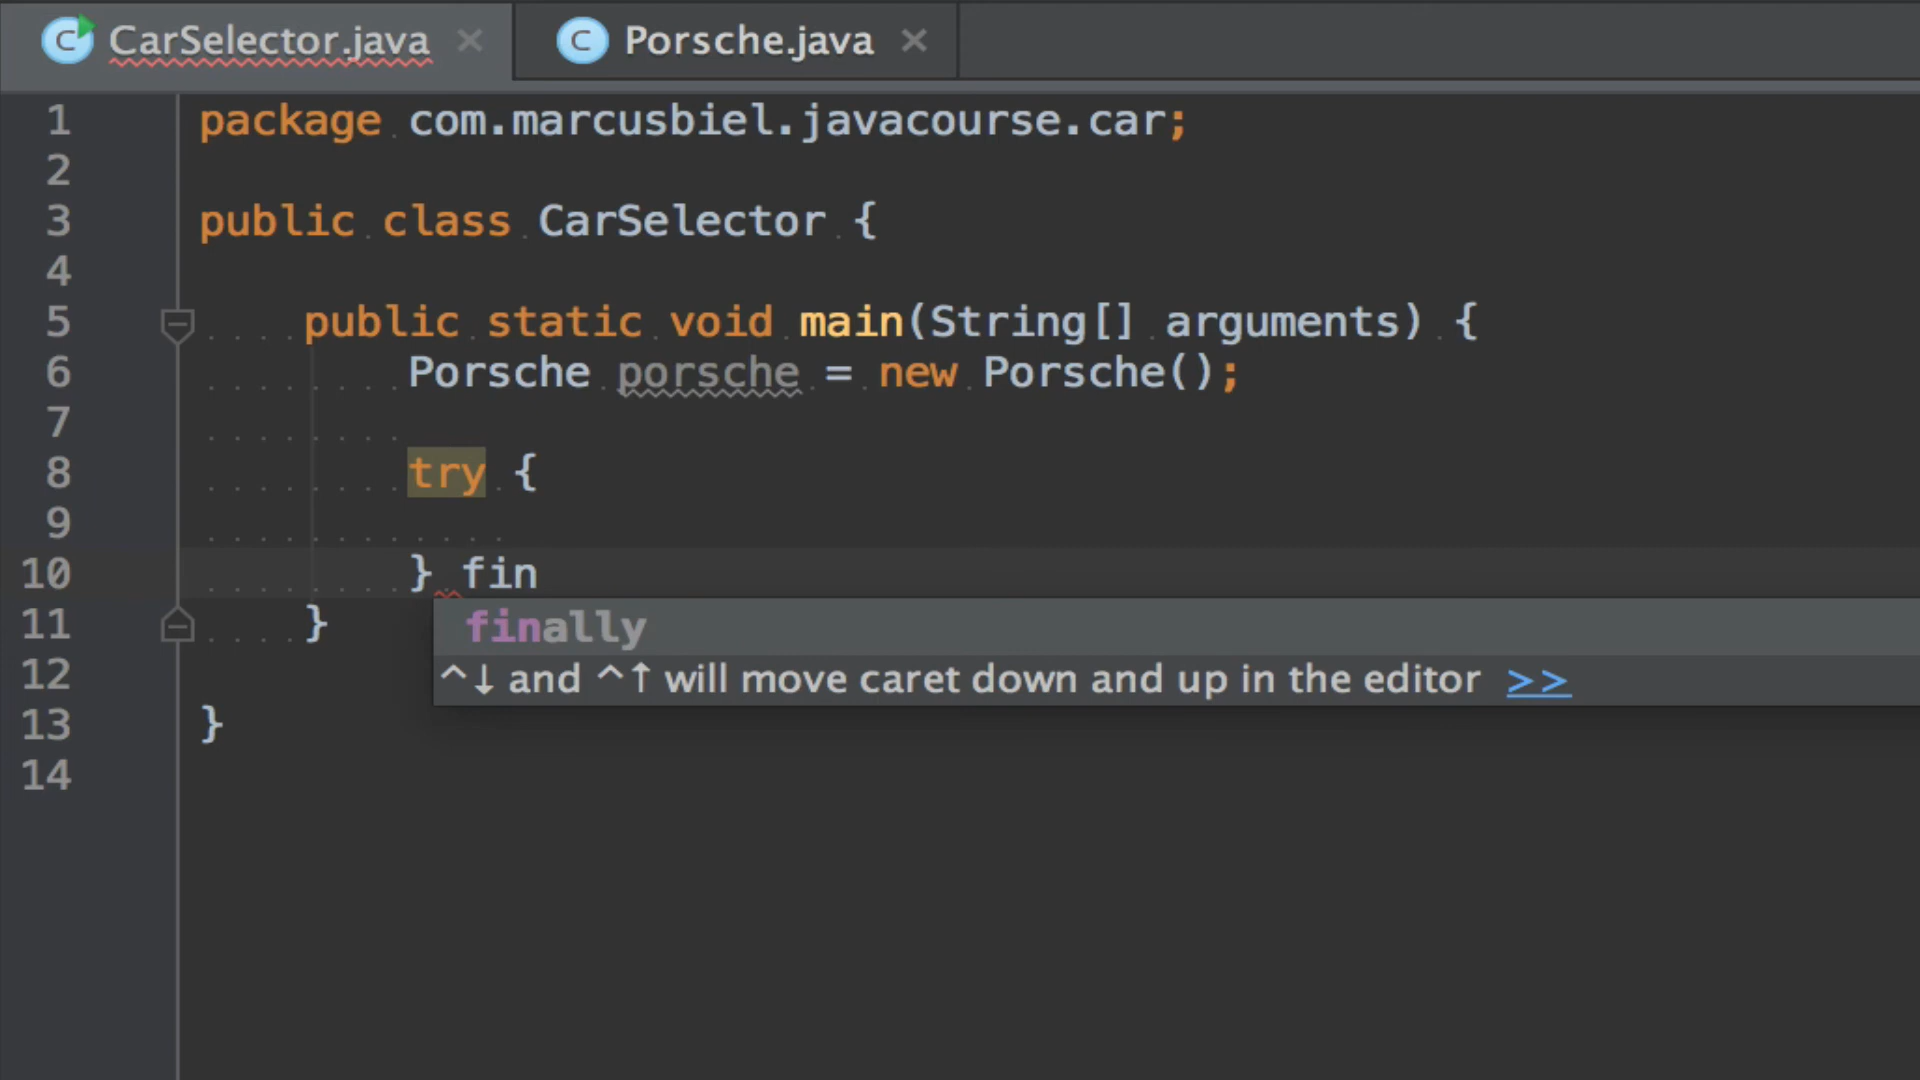 CarSelector.java × Porsche.java ×
1 package com.marcusbiel.javacourse.car;
2
3 public class CarSelector {
4
5 public static void main(String[] arguments) {
6 Porsche porsche = new Porsche();
7
8 try {
9
10 } fin
finally
11 }
^↓ and ^↑ will move caret down and up in the editor >>
12
13 }
14